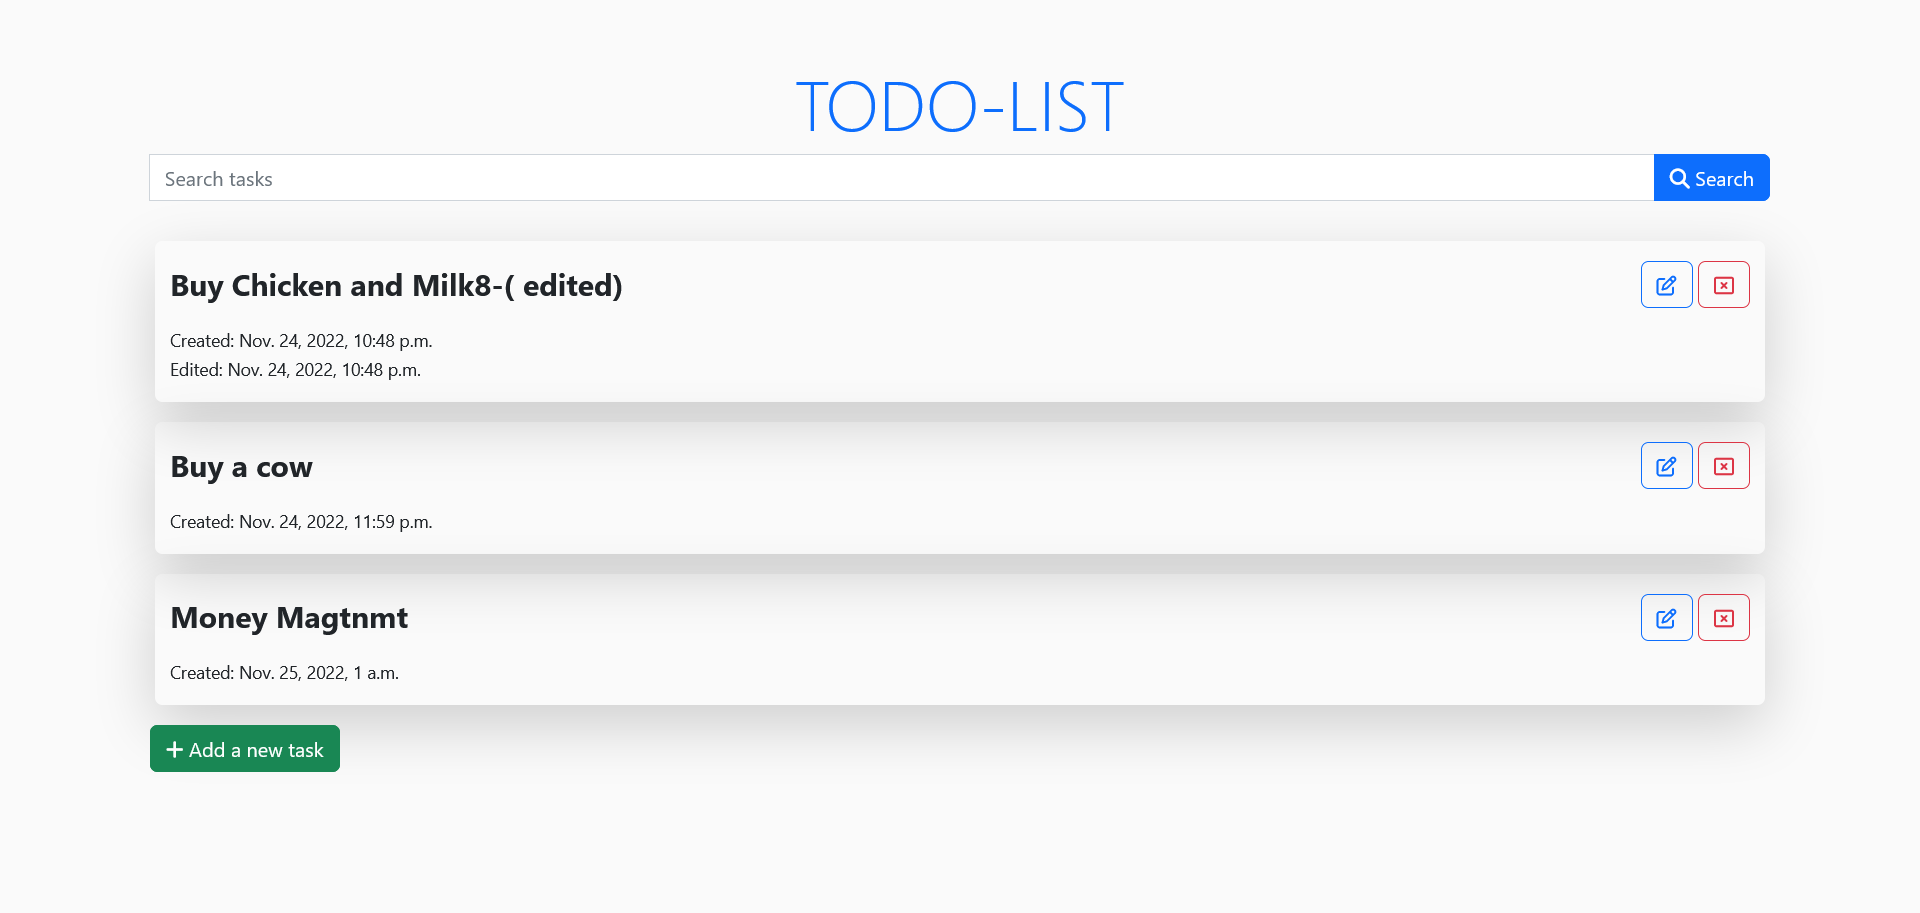 TODO-LIST
Search tasks
Search
Buy Chicken and Milk8-( edited)
Created: Nov. 24, 2022, 10:48 p.m.
Edited: Nov. 24, 2022, 10:48 p.m.
Buy a cow
Created: Nov. 24, 2022, 11:59 p.m.
Money Magtnmt
Created: Nov. 25, 2022, 1 a.m.
Add a new task